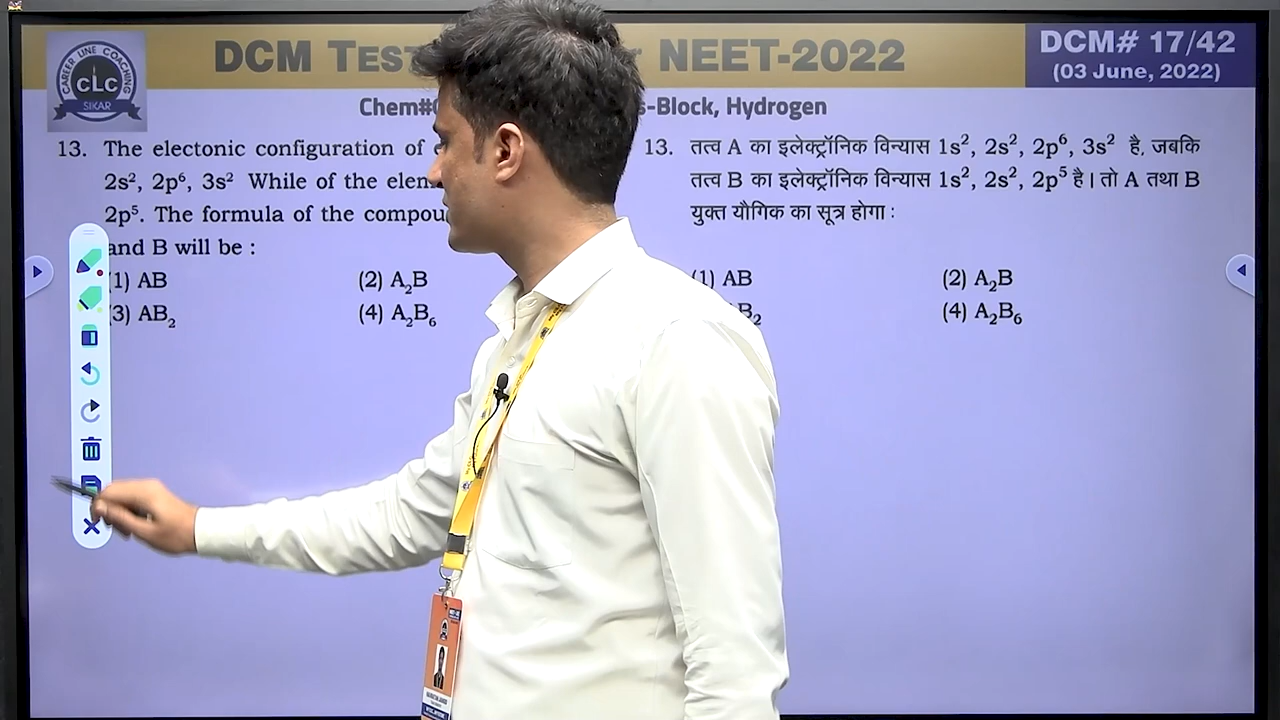 CAREER LINE COACHING
CLC
SIKAR
DCM TEST NEET-2022
DCM# 17/42
(03 June, 2022)
Chem# s-Block, Hydrogen
13. The electonic configuration of
2s², 2p⁶, 3s² While of the
2p⁵. The formula of the
and B will be :
1) AB (2) A₂B
(3) AB₂ (4) A₂B₆
13. तत्व A का इलेक्ट्रॉनिक विन्यास 1s², 2s², 2p⁶, 3s² है, जबकि
तत्व B का इलेक्ट्रॉनिक विन्यास 1s², 2s², 2p⁵ है। तो A तथा B
युक्त यौगिक का सूत्र होगा :
(1) AB (2) A₂B
B₂ (4) A₂B₆